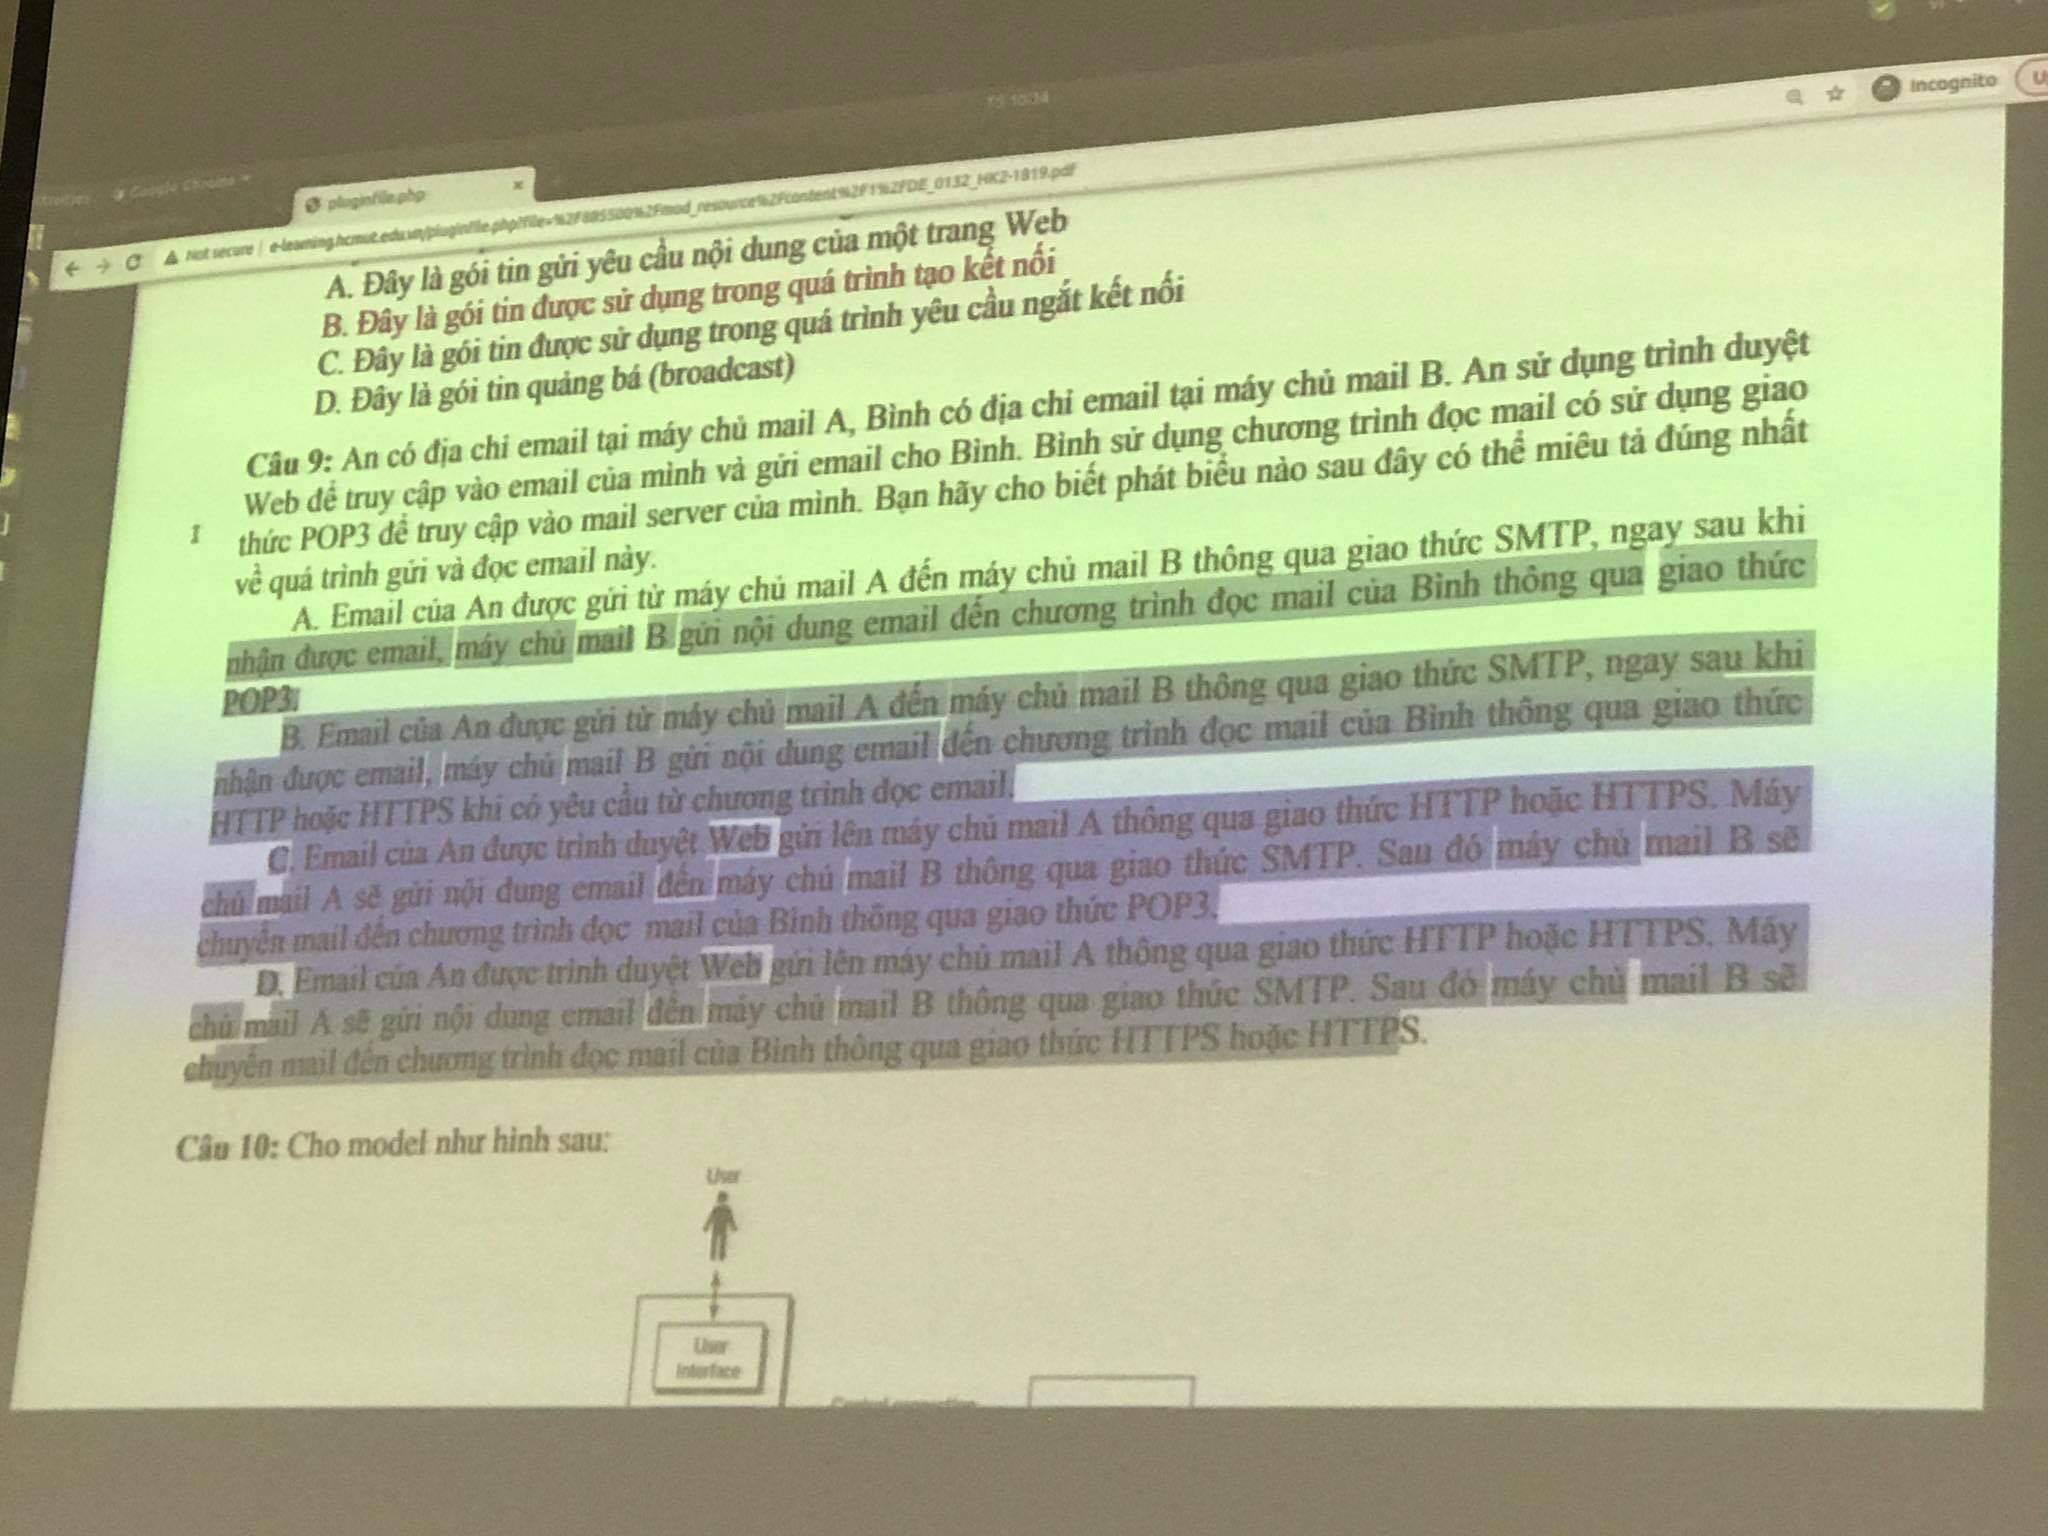 TS 10:34
Incognito
Google Chrome
pluginfile.php
Not secure | e-learning.hcmut.edu.vn/pluginfile.php?file=%2F885500%2Fmod_resource%2Fcontent%2F1%2FDE_0132_HK2-1819.pdf
A. Đây là gói tin gửi yêu cầu nội dung của một trang Web
B. Đây là gói tin được sử dụng trong quá trình tạo kết nối
C. Đây là gói tin được sử dụng trong quá trình yêu cầu ngắt kết nối
D. Đây là gói tin quảng bá (broadcast)
Câu 9: An có địa chỉ email tại máy chủ mail A, Bình có địa chỉ email tại máy chủ mail B. An sử dụng trình duyệt
Web để truy cập vào email của mình và gửi email cho Bình. Bình sử dụng chương trình đọc mail có sử dụng giao
thức POP3 để truy cập vào mail server của mình. Bạn hãy cho biết phát biểu nào sau đây có thể miêu tả đúng nhất
về quá trình gửi và đọc email này.
A. Email của An được gửi từ máy chủ mail A đến máy chủ mail B thông qua giao thức SMTP, ngay sau khi
nhận được email, máy chủ mail B gửi nội dung email đến chương trình đọc mail của Bình thông qua giao thức
POP3.
B. Email của An được gửi từ máy chủ mail A đến máy chủ mail B thông qua giao thức SMTP, ngay sau khi
nhận được email, máy chủ mail B gửi nội dung email đến chương trình đọc mail của Bình thông qua giao thức
HTTP hoặc HTTPS khi có yêu cầu từ chương trình đọc email.
C. Email của An được trình duyệt Web gửi lên máy chủ mail A thông qua giao thức HTTP hoặc HTTPS. Máy
chủ mail A sẽ gửi nội dung email đến máy chủ mail B thông qua giao thức SMTP. Sau đó máy chủ mail B sẽ
chuyển mail đến chương trình đọc mail của Bình thông qua giao thức POP3.
D. Email của An được trình duyệt Web gửi lên máy chủ mail A thông qua giao thức HTTP hoặc HTTPS. Máy
chủ mail A sẽ gửi nội dung email đến máy chủ mail B thông qua giao thức SMTP. Sau đó máy chủ mail B sẽ
chuyển mail đến chương trình đọc mail của Bình thông qua giao thức HTTPS hoặc HTTPS.
Câu 10: Cho model như hình sau:
User
User
Interface